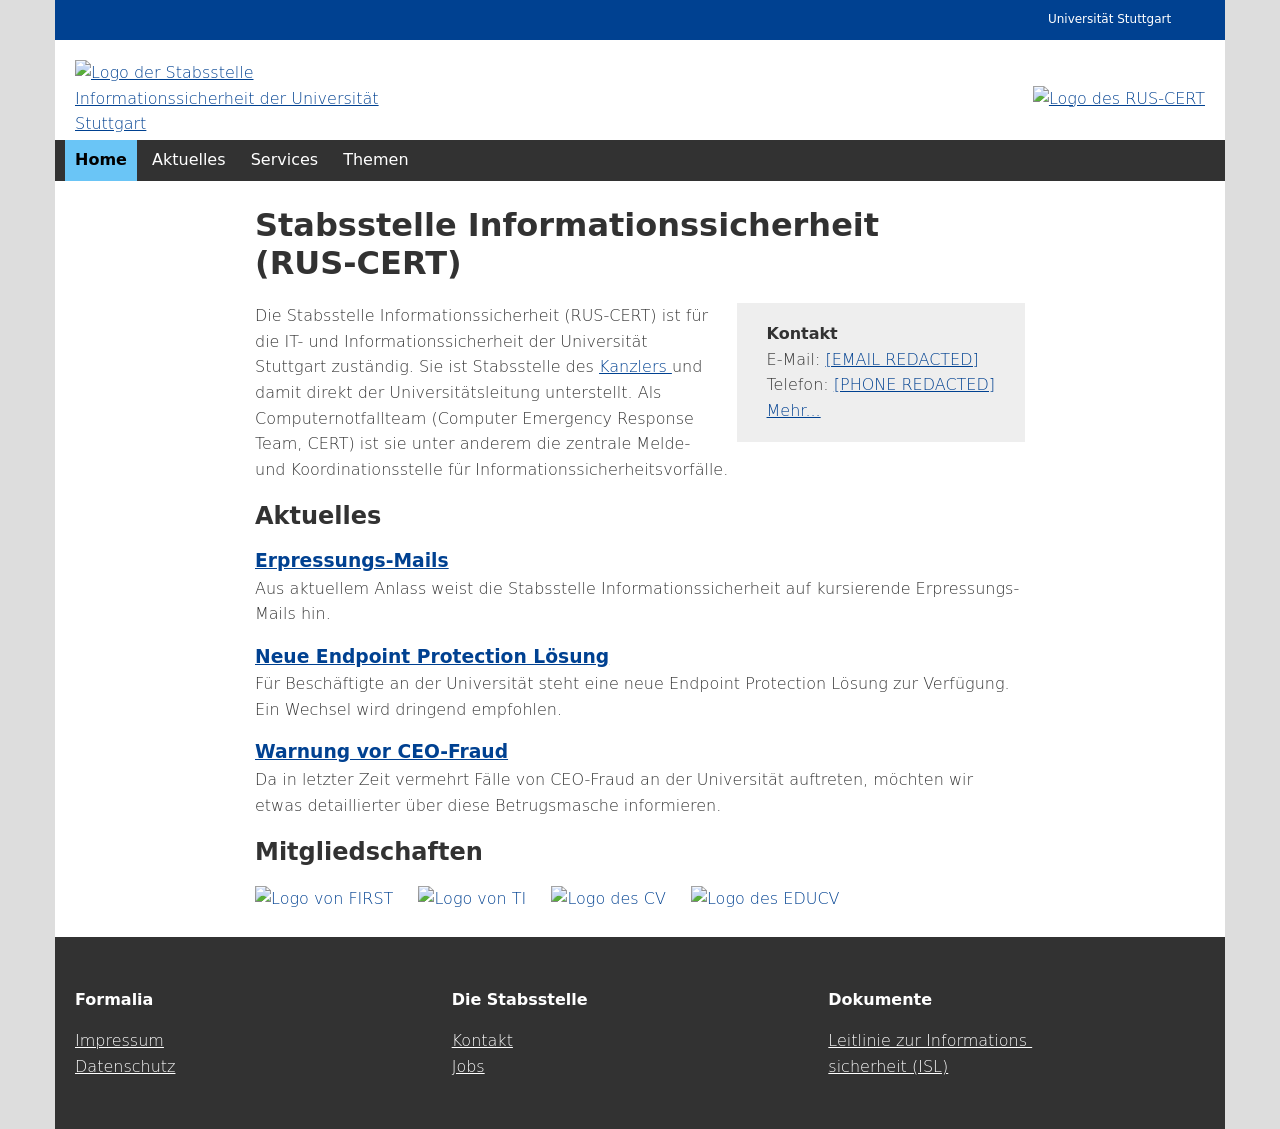 Universität Stuttgart
Logo der Stabsstelle
Informationssicherheit der Universität
Stuttgart
Logo des RUS-CERT
Home Aktuelles Services Themen
Stabsstelle Informationssicherheit
(RUS-CERT)
Die Stabsstelle Informationssicherheit (RUS-CERT) ist für
die IT- und Informationssicherheit der Universität
Stuttgart zuständig. Sie ist Stabsstelle des Kanzlers und
damit direkt der Universitätsleitung unterstellt. Als
Computernotfallteam (Computer Emergency Response
Team, CERT) ist sie unter anderem die zentrale Melde-
und Koordinationsstelle für Informationssicherheitsvorfälle.
Kontakt
E-Mail: [EMAIL REDACTED]
Telefon: [PHONE REDACTED]
Mehr...
Aktuelles
Erpressungs-Mails
Aus aktuellem Anlass weist die Stabsstelle Informationssicherheit auf kursierende Erpressungs-
Mails hin.
Neue Endpoint Protection Lösung
Für Beschäftigte an der Universität steht eine neue Endpoint Protection Lösung zur Verfügung.
Ein Wechsel wird dringend empfohlen.
Warnung vor CEO-Fraud
Da in letzter Zeit vermehrt Fälle von CEO-Fraud an der Universität auftreten, möchten wir
etwas detaillierter über diese Betrugsmasche informieren.
Mitgliedschaften
Logo von FIRST Logo von TI Logo des CV Logo des EDUCV
Formalia
Impressum
Datenschutz
Die Stabsstelle
Kontakt
Jobs
Dokumente
Leitlinie zur Informations
sicherheit (ISL)